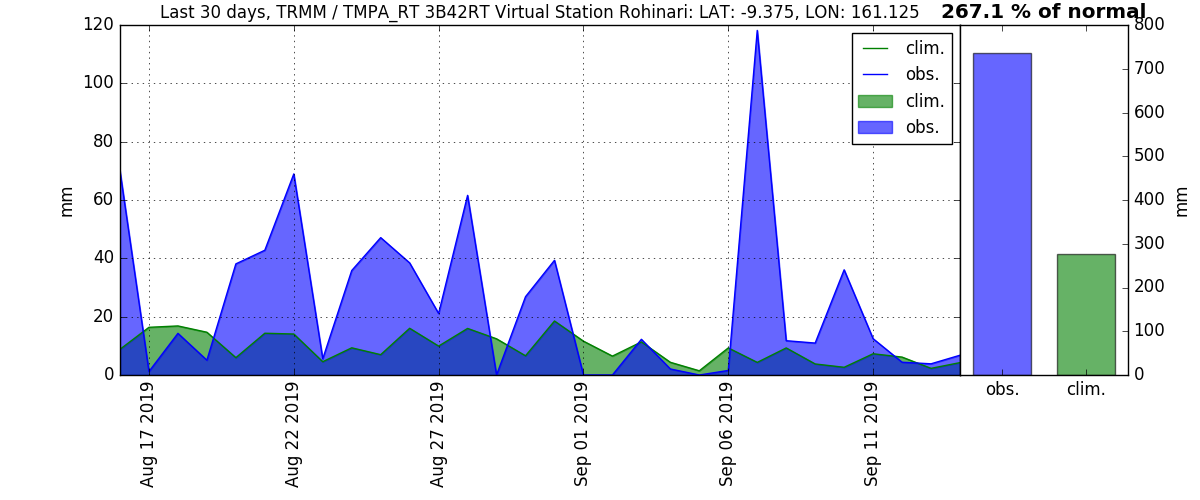 Last 30 days, TRMM / TMPA_RT 3B42RT Virtual Station Rohinari: LAT: -9.375, LON: 161.125
267.1 % of normal
mm
120
100
80
60
40
20
0
clim.
obs.
clim.
obs.
Aug 17 2019
Aug 22 2019
Aug 27 2019
Sep 01 2019
Sep 06 2019
Sep 11 2019
800
700
600
500
400
300
200
100
0
mm
obs.
clim.